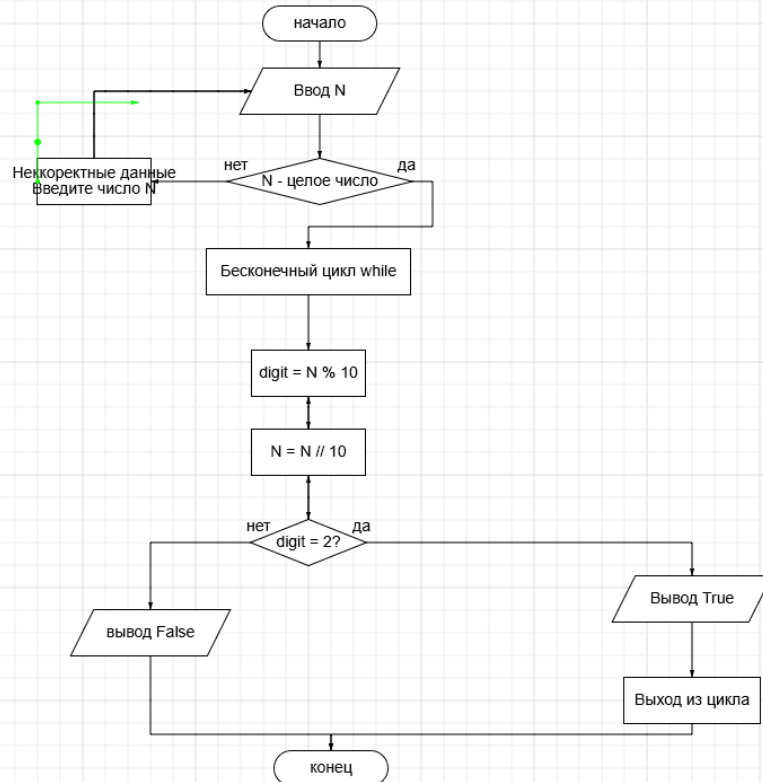 начало
Ввод N
нет
да
N - целое число
Неккоректные данные
Введите число N
Бесконечный цикл while
digit = N % 10
N = N // 10
нет
да
digit = 2?
Вывод True
вывод False
Выход из цикла
конец